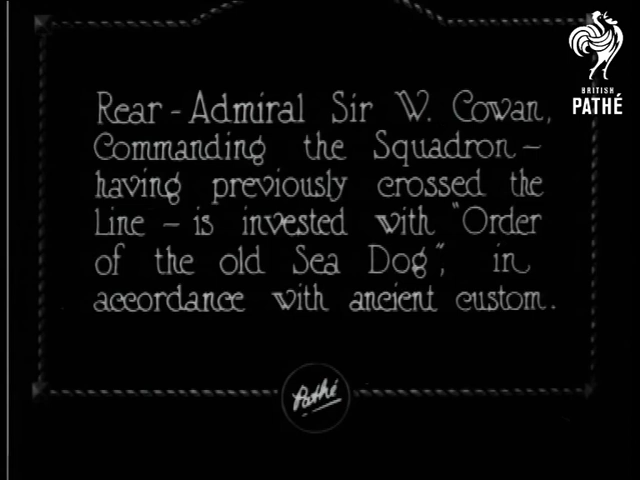 Rear-Admiral Sir W. Cowan,
Commanding the Squadron -
having previously crossed the
Line - is invested with "Order
of the old Sea Dog", in
accordance with ancient custom.
Pathé
BRITISH
PATHÉ